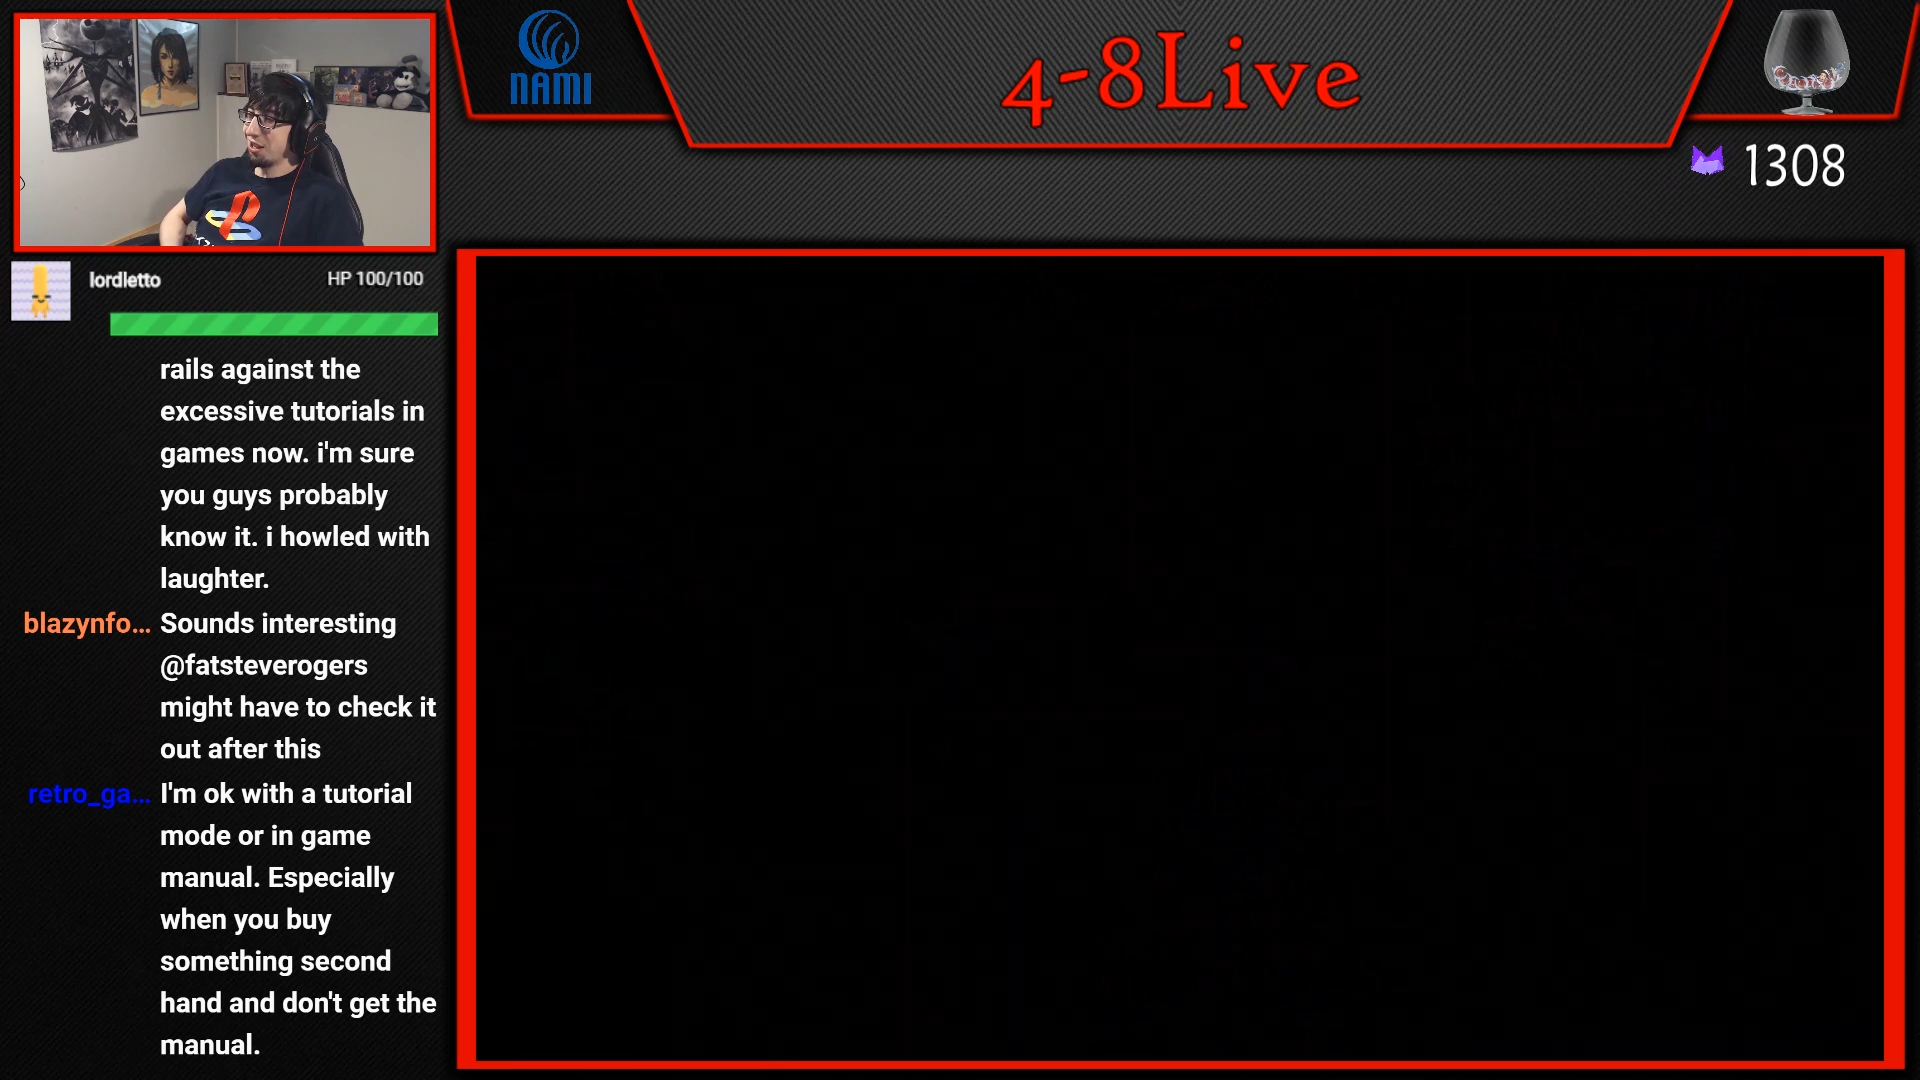 NAMI
4-8Live
1308
lordletto
HP 100/100
rails against the
excessive tutorials in
games now. i'm sure
you guys probably
know it. i howled with
laughter.
blazynfo... Sounds interesting
@fatsteverogers
might have to check it
out after this
retro_ga... I'm ok with a tutorial
mode or in game
manual. Especially
when you buy
something second
hand and don't get the
manual.